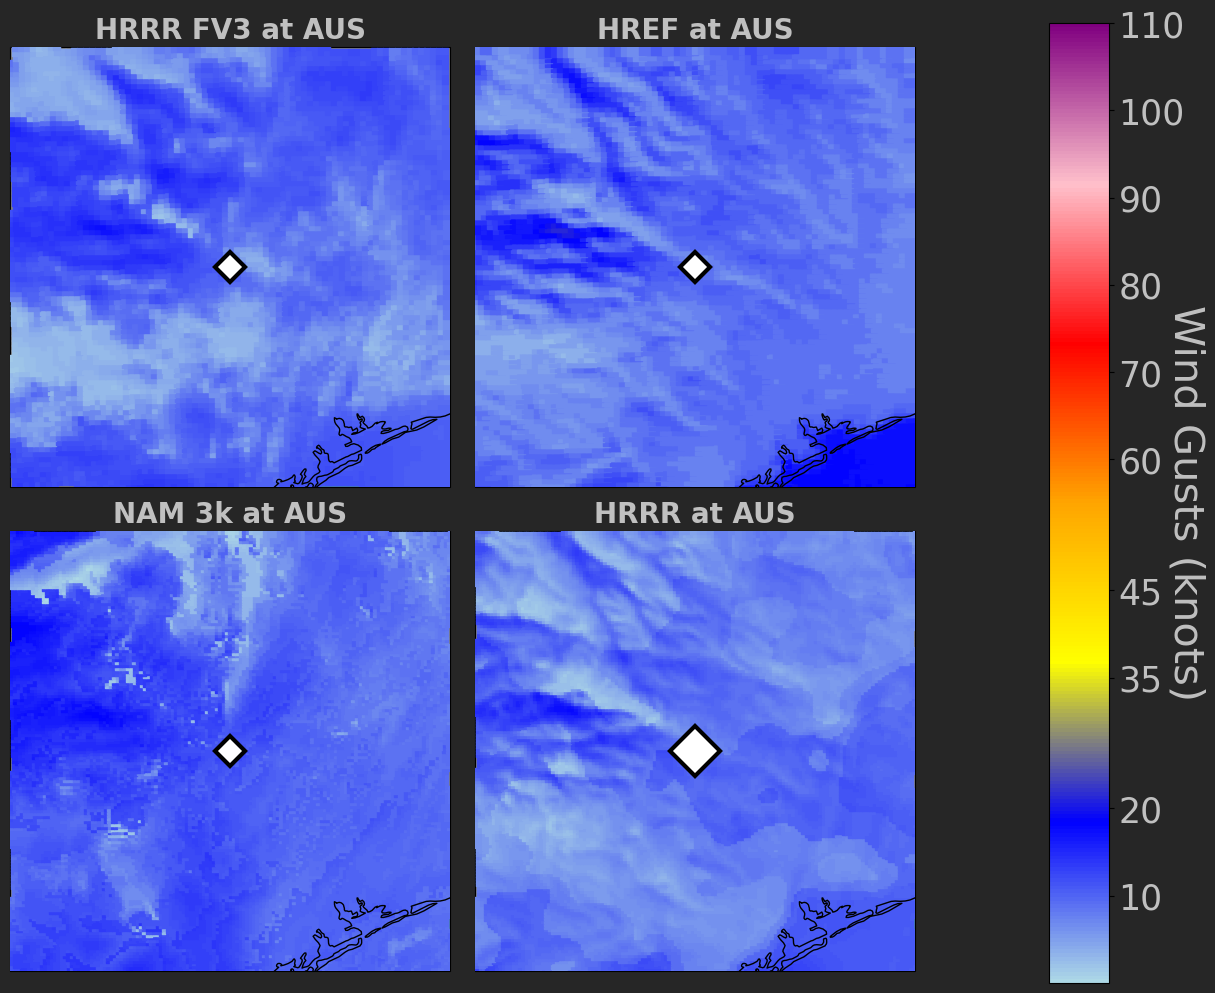 HRRR FV3 at AUS
HREF at AUS
NAM 3k at AUS
HRRR at AUS
110
100
90
80
70
60
45
35
20
10
Wind Gusts (knots)